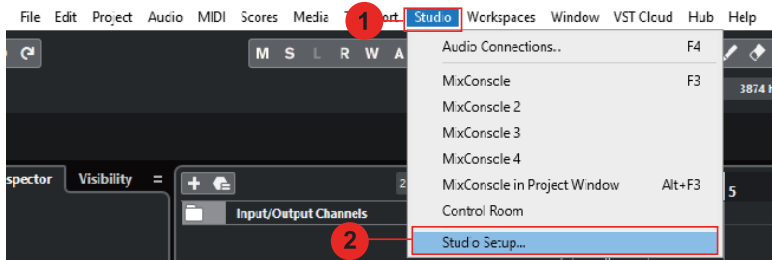 File Edit Project Audio MIDI Scores Media T 1 ort Studio Workspaces Window VST Cloud Hub Help
M S L R W A
Audio Connections.. F4
MixConsole F3
3874 H
MixConsole 2
MixConsole 3
MixConsole 4
spector Visibility = + 2 MixConsole in Project Window Alt+F3 5
Input/Output Channels Control Room
2 Studio Setup...